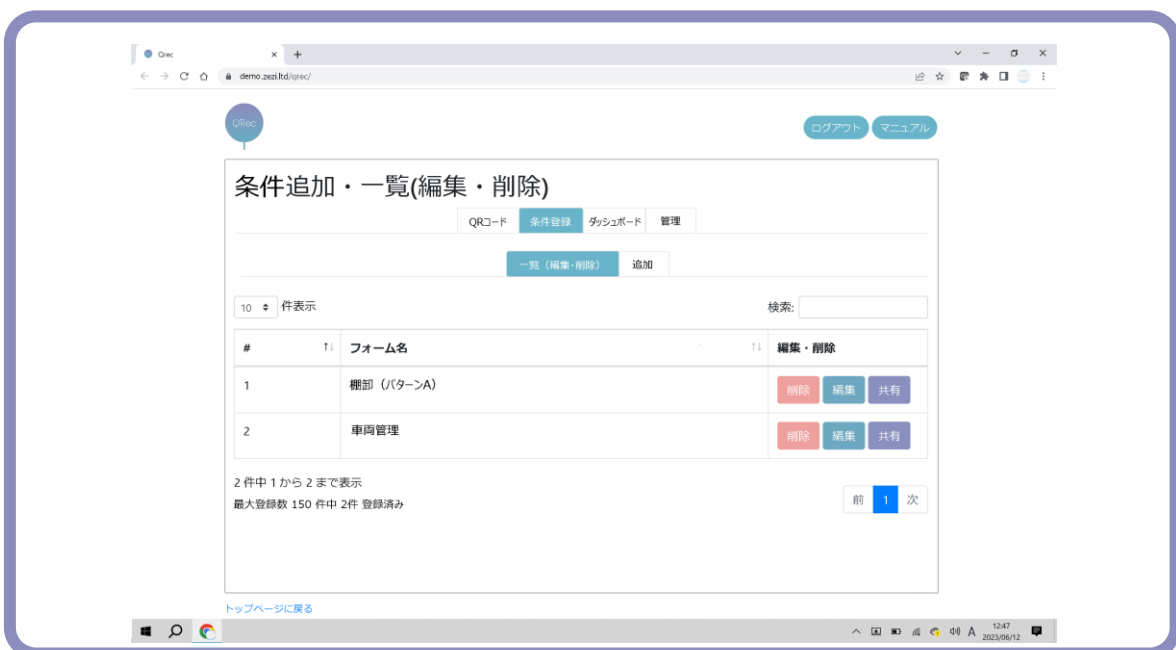 Qrec
demo.zezi.ltd/qrec/
QRec
ログアウト マニュアル
条件追加・一覧(編集・削除)
QRコード 条件登録 ダッシュボード 管理
一覧（編集・削除） 追加
10 件表示 検索:
# フォーム名 編集・削除
1 棚卸（パターンA） 削除 編集 共有
2 車両管理 削除 編集 共有
2 件中 1 から 2 まで表示
最大登録数 150 件中 2件 登録済み
前 1 次
トップページに戻る
A 12:47
2023/06/12